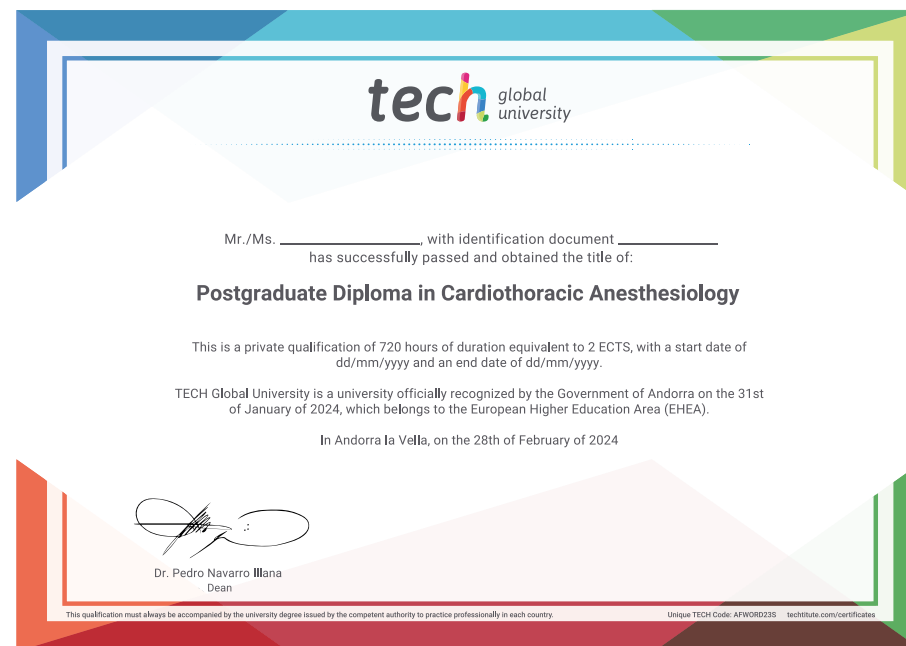 tech global
university
Mr./Ms. ____________________, with identification document ______________
has successfully passed and obtained the title of:
Postgraduate Diploma in Cardiothoracic Anesthesiology
This is a private qualification of 720 hours of duration equivalent to 2 ECTS, with a start date of
dd/mm/yyyy and an end date of dd/mm/yyyy.
TECH Global University is a university officially recognized by the Government of Andorra on the 31st
of January of 2024, which belongs to the European Higher Education Area (EHEA).
In Andorra la Vella, on the 28th of February of 2024
Dr. Pedro Navarro Illana
Dean
This qualification must always be accompanied by the university degree issued by the competent authority to practice professionally in each country.
Unique TECH Code: AFWORD23S techtitute.com/certificates